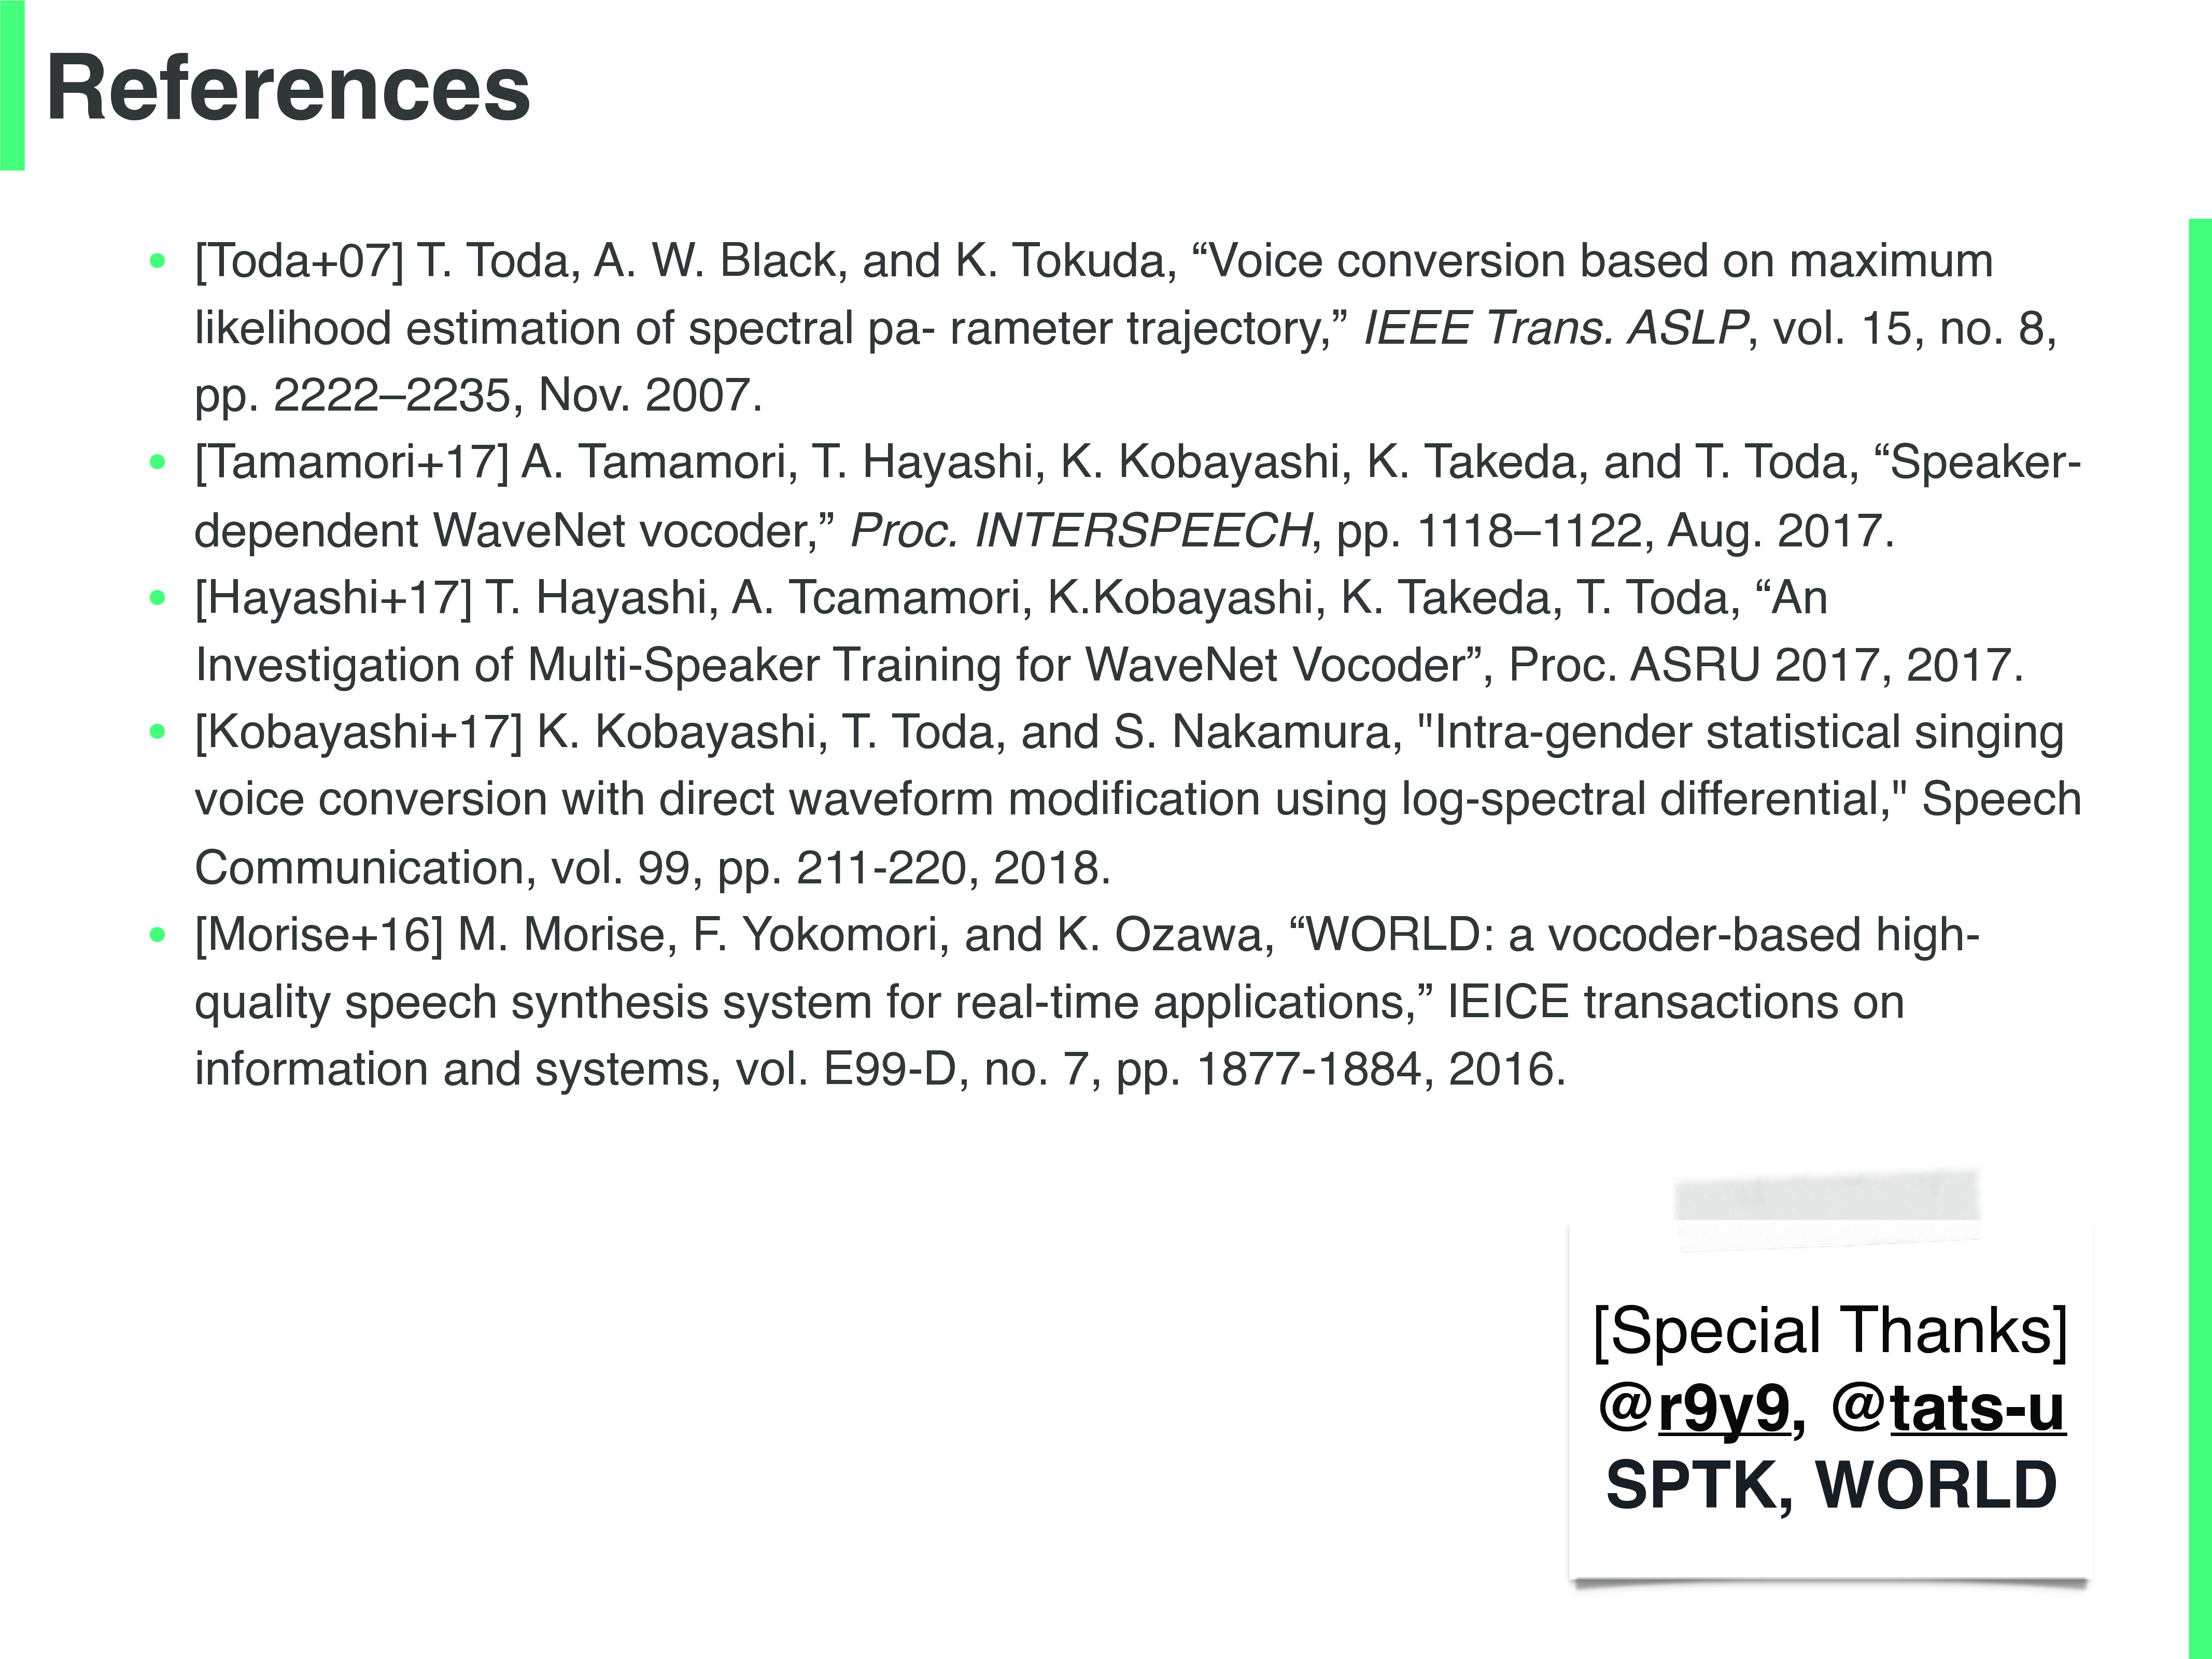 References
• [Toda+07] T. Toda, A. W. Black, and K. Tokuda, “Voice conversion based on maximum
likelihood estimation of spectral pa- rameter trajectory,” IEEE Trans. ASLP, vol. 15, no. 8,
pp. 2222–2235, Nov. 2007.
• [Tamamori+17] A. Tamamori, T. Hayashi, K. Kobayashi, K. Takeda, and T. Toda, “Speaker-
dependent WaveNet vocoder,” Proc. INTERSPEECH, pp. 1118–1122, Aug. 2017.
• [Hayashi+17] T. Hayashi, A. Tcamamori, K.Kobayashi, K. Takeda, T. Toda, “An
Investigation of Multi-Speaker Training for WaveNet Vocoder”, Proc. ASRU 2017, 2017.
• [Kobayashi+17] K. Kobayashi, T. Toda, and S. Nakamura, "Intra-gender statistical singing
voice conversion with direct waveform modification using log-spectral differential," Speech
Communication, vol. 99, pp. 211-220, 2018.
• [Morise+16] M. Morise, F. Yokomori, and K. Ozawa, “WORLD: a vocoder-based high-
quality speech synthesis system for real-time applications,” IEICE transactions on
information and systems, vol. E99-D, no. 7, pp. 1877-1884, 2016.
[Special Thanks]
@r9y9, @tats-u
SPTK, WORLD